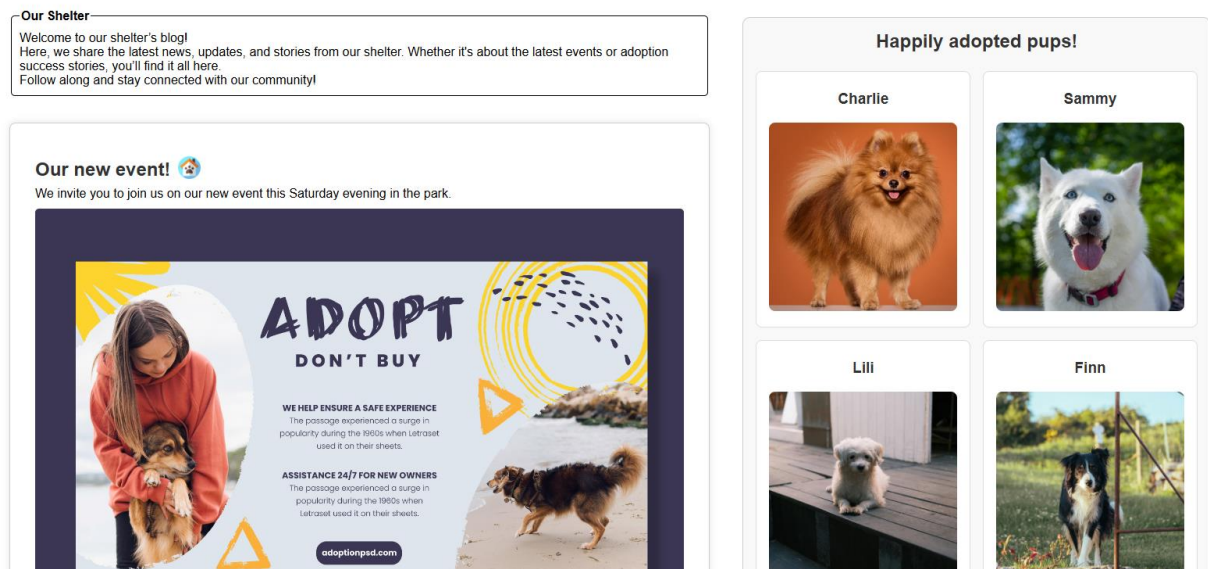 Our Shelter
Welcome to our shelter's blog!
Here, we share the latest news, updates, and stories from our shelter. Whether it's about the latest events or adoption
success stories, you'll find it all here.
Follow along and stay connected with our community!
Our new event!
We invite you to join us on our new event this Saturday evening in the park.
ADOPT
DON'T BUY
WE HELP ENSURE A SAFE EXPERIENCE
The passage experienced a surge in
popularity during the 1960s when Letraset
used it on their sheets.
ASSISTANCE 24/7 FOR NEW OWNERS
The passage experienced a surge in
popularity during the 1960s when
Letraset used it on their sheets.
adoptionpsd.com
Happily adopted pups!
Charlie
Sammy
Lili
Finn